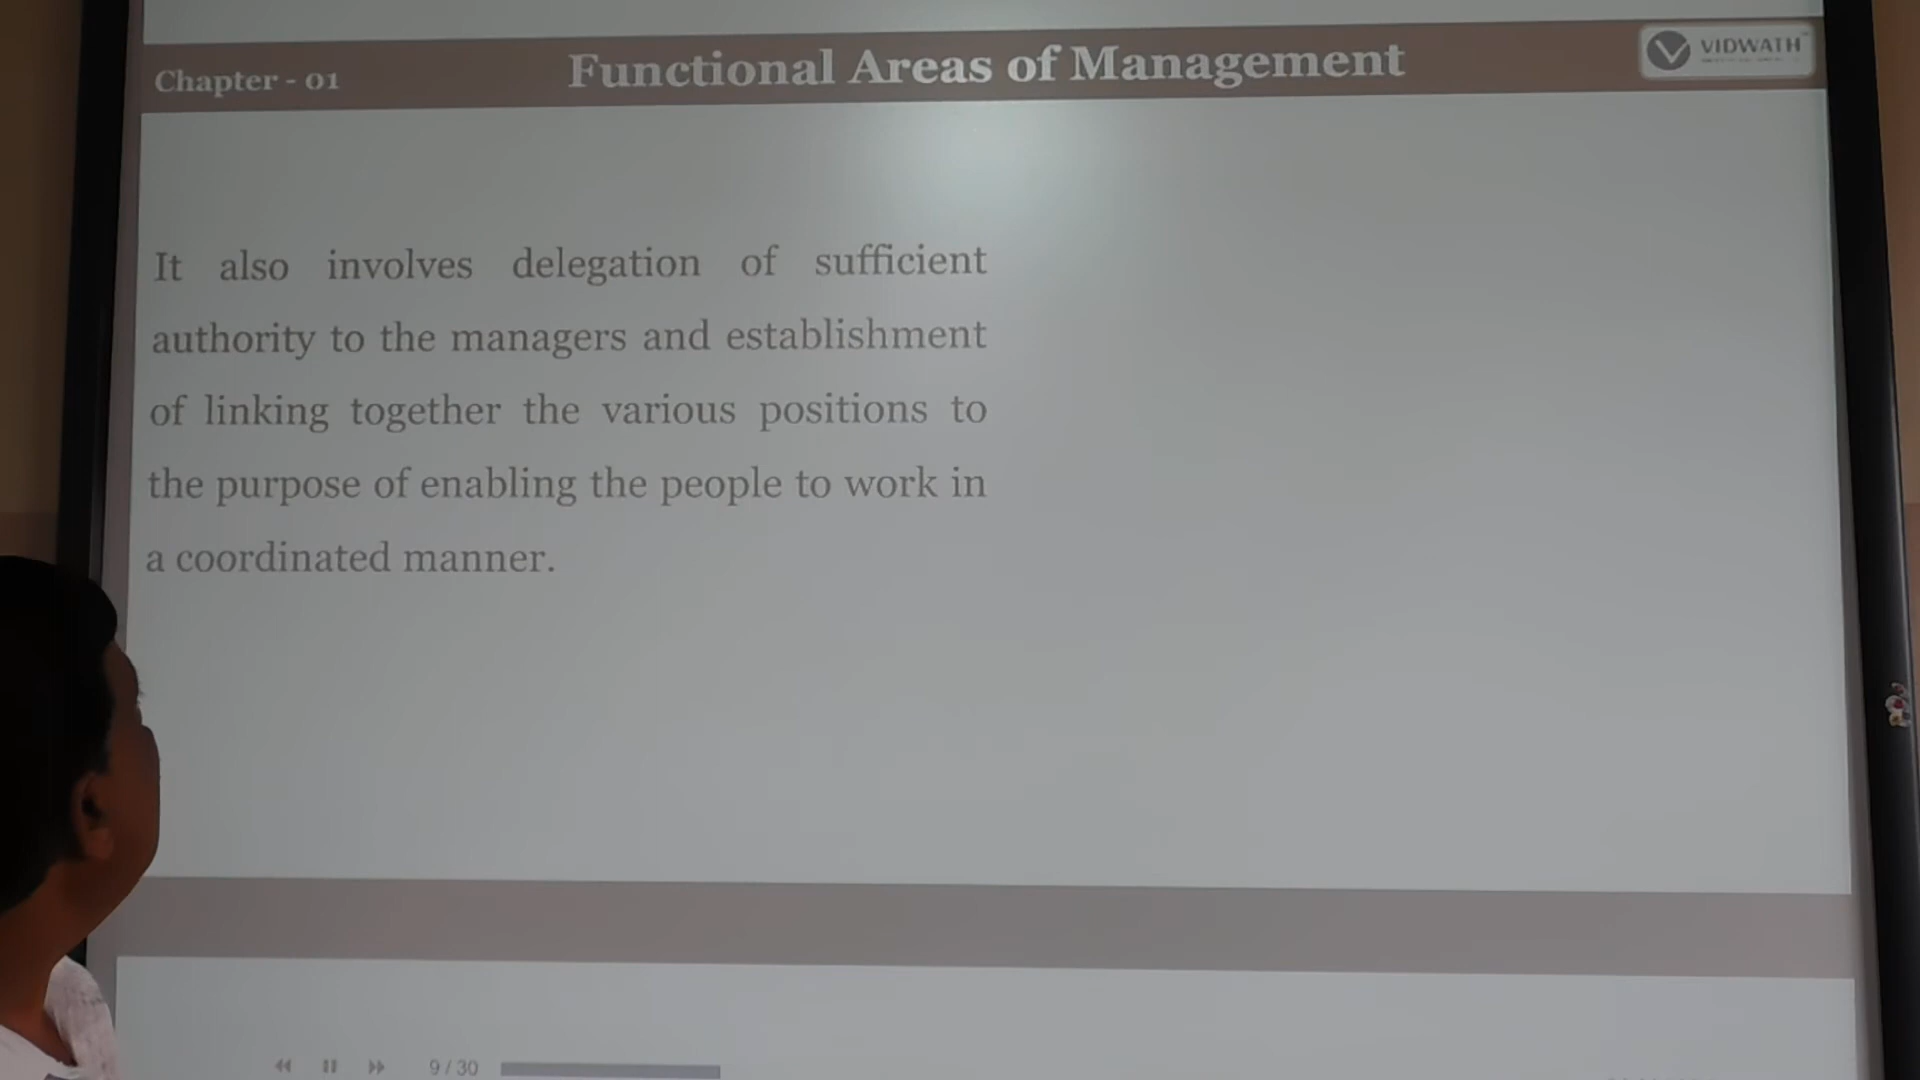 Chapter - 01
Functional Areas of Management
VIDWATH
It also involves delegation of sufficient
authority to the managers and establishment
of linking together the various positions to
the purpose of enabling the people to work in
a coordinated manner.
9 / 30